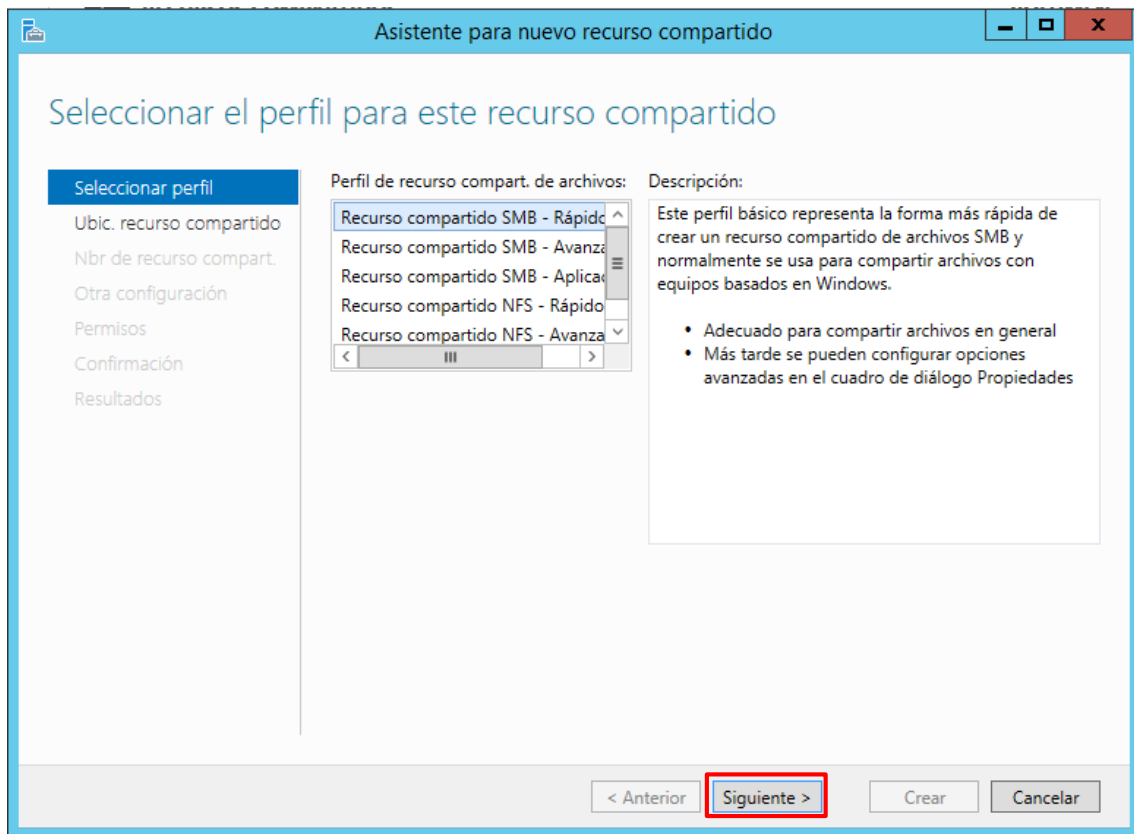 Asistente para nuevo recurso compartido
Seleccionar el perfil para este recurso compartido
Seleccionar perfil
Ubic. recurso compartido
Nbr de recurso compart.
Otra configuración
Permisos
Confirmación
Resultados
Perfil de recurso compart. de archivos:
Recurso compartido SMB - Rápido
Recurso compartido SMB - Avanza
Recurso compartido SMB - Aplicac
Recurso compartido NFS - Rápido
Recurso compartido NFS - Avanza
Descripción:
Este perfil básico representa la forma más rápida de
crear un recurso compartido de archivos SMB y
normalmente se usa para compartir archivos con
equipos basados en Windows.
• Adecuado para compartir archivos en general
• Más tarde se pueden configurar opciones
avanzadas en el cuadro de diálogo Propiedades
< Anterior
Siguiente >
Crear
Cancelar